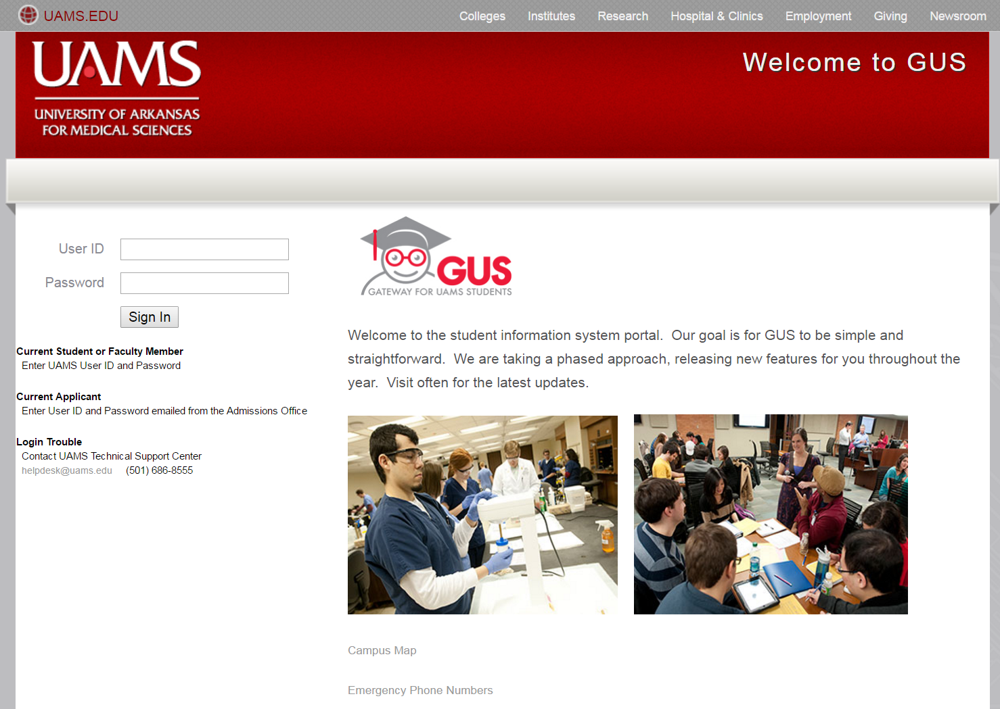 UAMS.EDU
Colleges Institutes Research Hospital & Clinics Employment Giving Newsroom
UAMS
UNIVERSITY OF ARKANSAS
FOR MEDICAL SCIENCES
Welcome to GUS
User ID
Password
Sign In
Current Student or Faculty Member
Enter UAMS User ID and Password
Current Applicant
Enter User ID and Password emailed from the Admissions Office
Login Trouble
Contact UAMS Technical Support Center
helpdesk@uams.edu (501) 686-8555
GUS
GATEWAY FOR UAMS STUDENTS
Welcome to the student information system portal. Our goal is for GUS to be simple and
straightforward. We are taking a phased approach, releasing new features for you throughout the
year. Visit often for the latest updates.
Campus Map
Emergency Phone Numbers